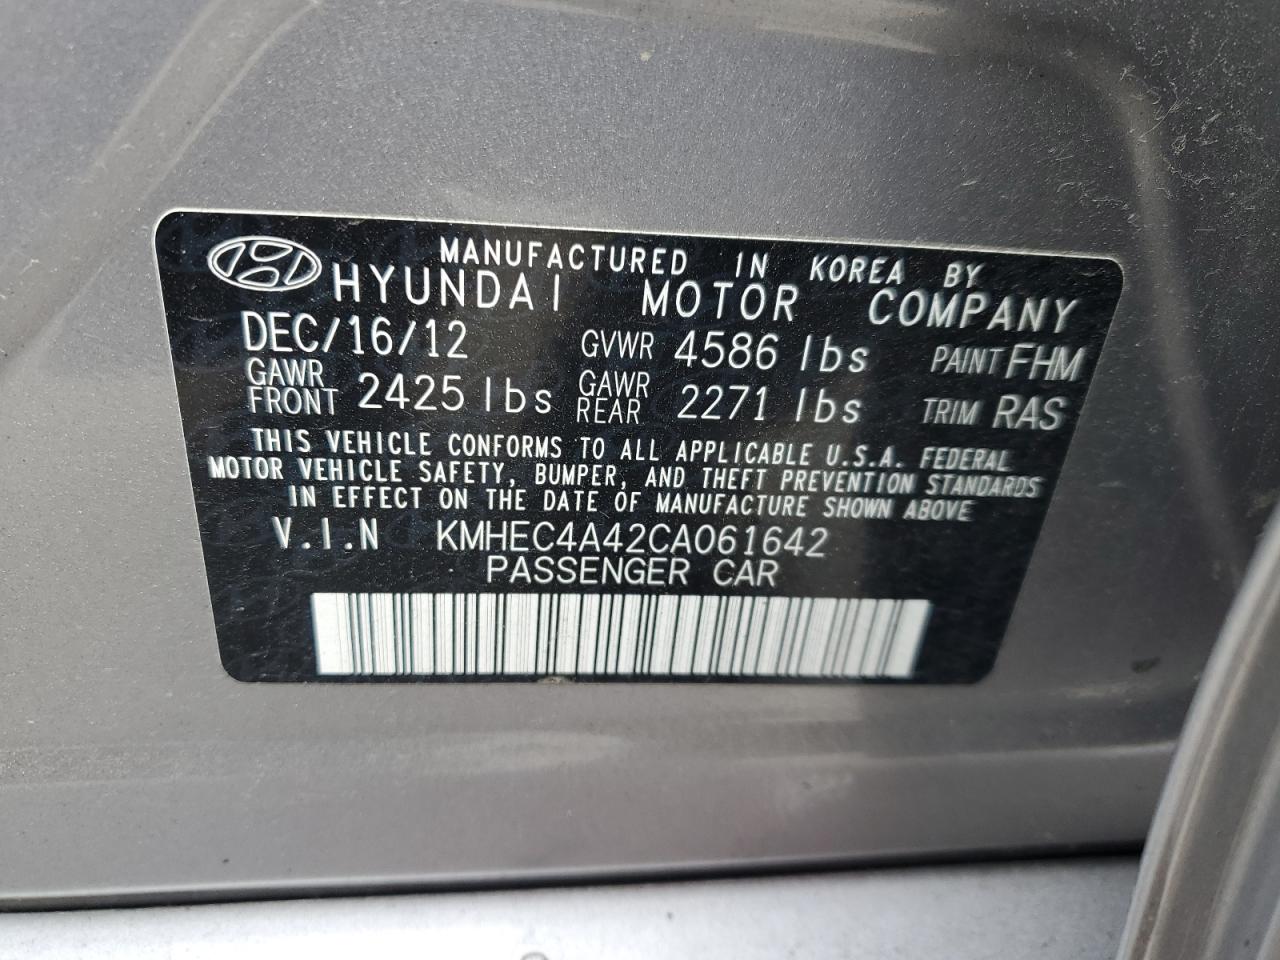 MANUFACTURED IN KOREA BY
HYUNDAI MOTOR COMPANY
DEC/16/12 GVWR 4586 lbs PAINT FHM
GAWR FRONT 2425 lbs GAWR REAR 2271 lbs TRIM RAS
THIS VEHICLE CONFORMS TO ALL APPLICABLE U.S.A. FEDERAL
MOTOR VEHICLE SAFETY, BUMPER, AND THEFT PREVENTION STANDARDS
IN EFFECT ON THE DATE OF MANUFACTURE SHOWN ABOVE
V.I.N KMHEC4A42CA061642
PASSENGER CAR